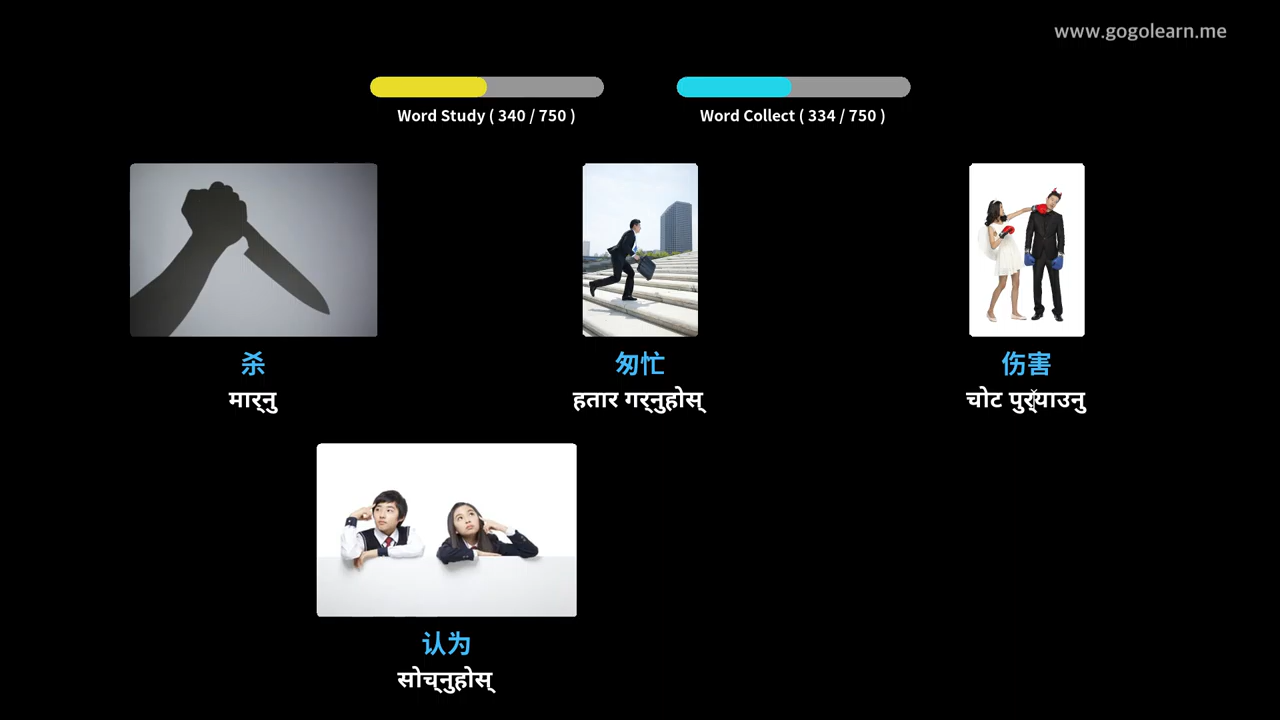 www.gogolearn.me
Word Study ( 340 / 750 )
Word Collect ( 334 / 750 )
杀
मार्नु
匆忙
हतार गर्नुहोस्
伤害
चोट पुर्‍याउनु
认为
सोच्नुहोस्